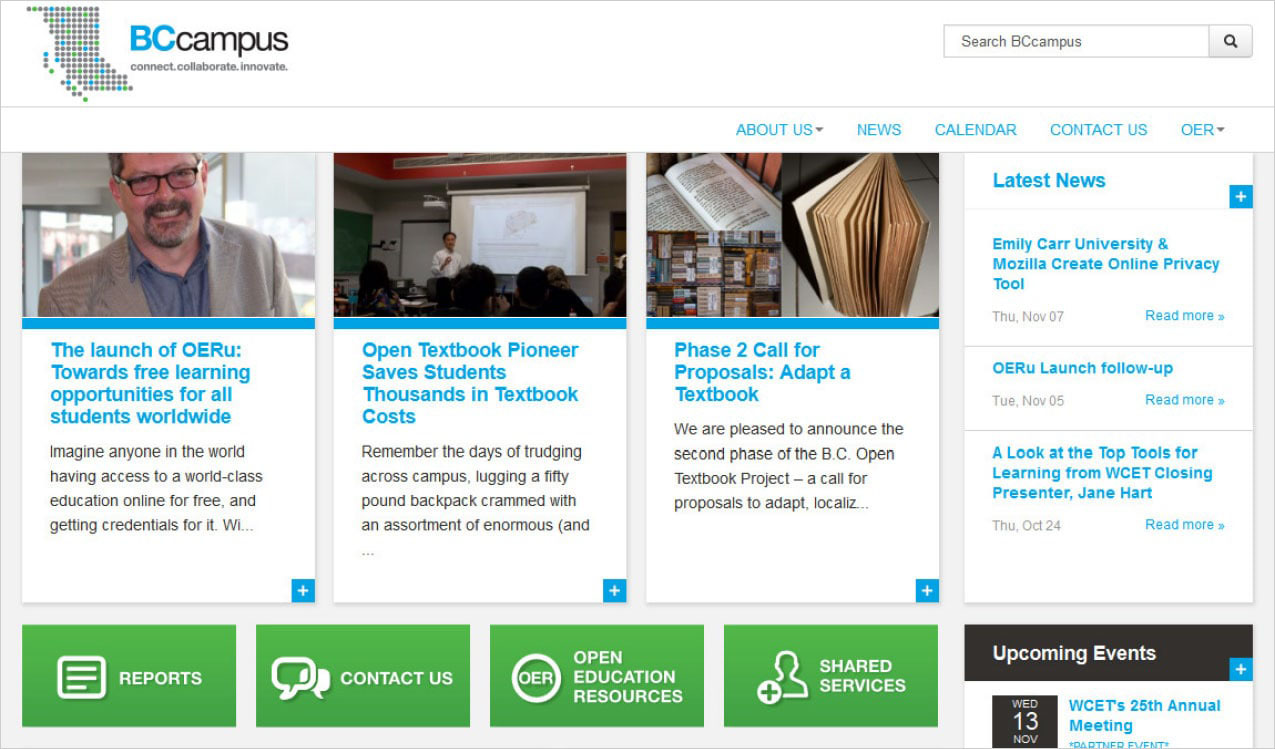 BCcampus
connect.collaborate.innovate.
Search BCcampus
ABOUT US
NEWS
CALENDAR
CONTACT US
OER
The launch of OERu:
Towards free learning
opportunities for all
students worldwide
Imagine anyone in the world
having access to a world-class
education online for free, and
getting credentials for it. Wi...
Open Textbook Pioneer
Saves Students
Thousands in Textbook
Costs
Remember the days of trudging
across campus, lugging a fifty
pound backpack crammed with
an assortment of enormous (and
...
Phase 2 Call for
Proposals: Adapt a
Textbook
We are pleased to announce the
second phase of the B.C. Open
Textbook Project – a call for
proposals to adapt, localiz...
Latest News
Emily Carr University &
Mozilla Create Online Privacy
Tool
Thu, Nov 07
Read more »
OERu Launch follow-up
Tue, Nov 05
Read more »
A Look at the Top Tools for
Learning from WCET Closing
Presenter, Jane Hart
Thu, Oct 24
Read more »
REPORTS
CONTACT US
OER
OPEN
EDUCATION
RESOURCES
SHARED
SERVICES
Upcoming Events
WED
13
NOV
WCET's 25th Annual
Meeting
*PARTNER EVENT*